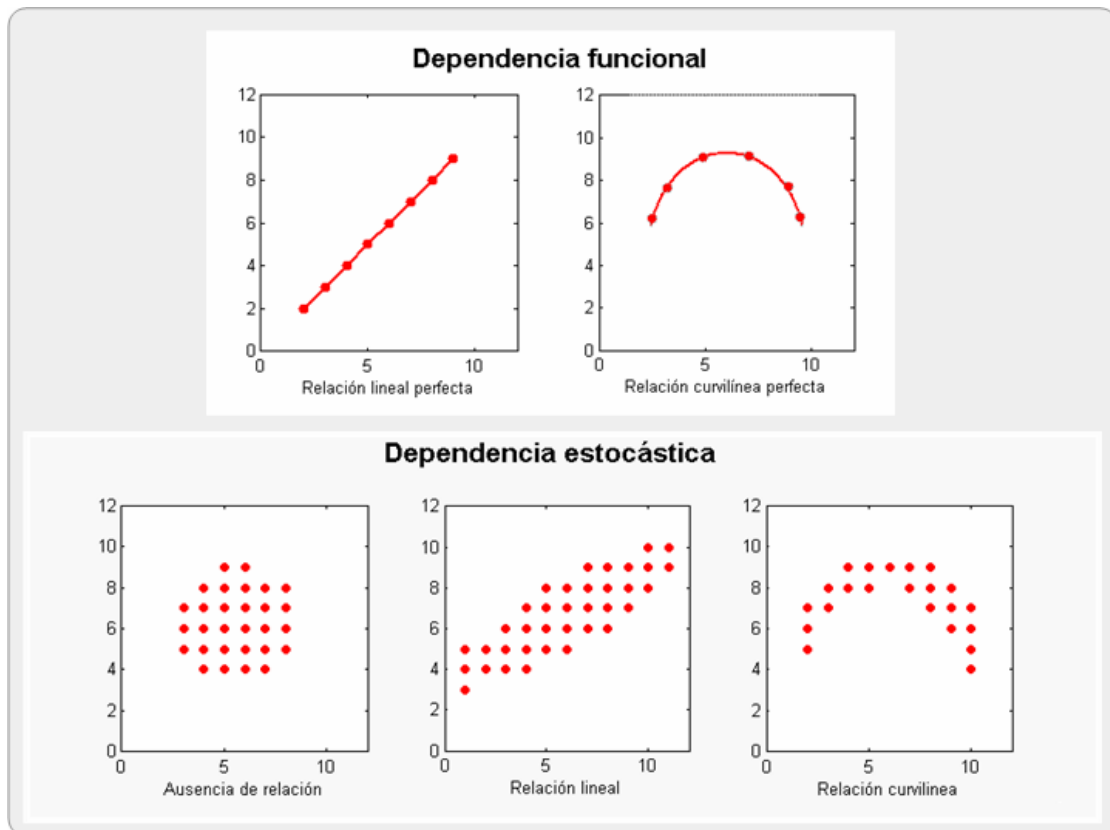 Dependencia funcional
12
10
8
6
4
2
0
0 5 10
Relación lineal perfecta
12
10
8
6
4
2
0
0 5 10
Relación curvilínea perfecta
Dependencia estocástica
12
10
8
6
4
2
0
0 5 10
Ausencia de relación
12
10
8
6
4
2
0
0 5 10
Relación lineal
12
10
8
6
4
2
0
0 5 10
Relación curvilinea